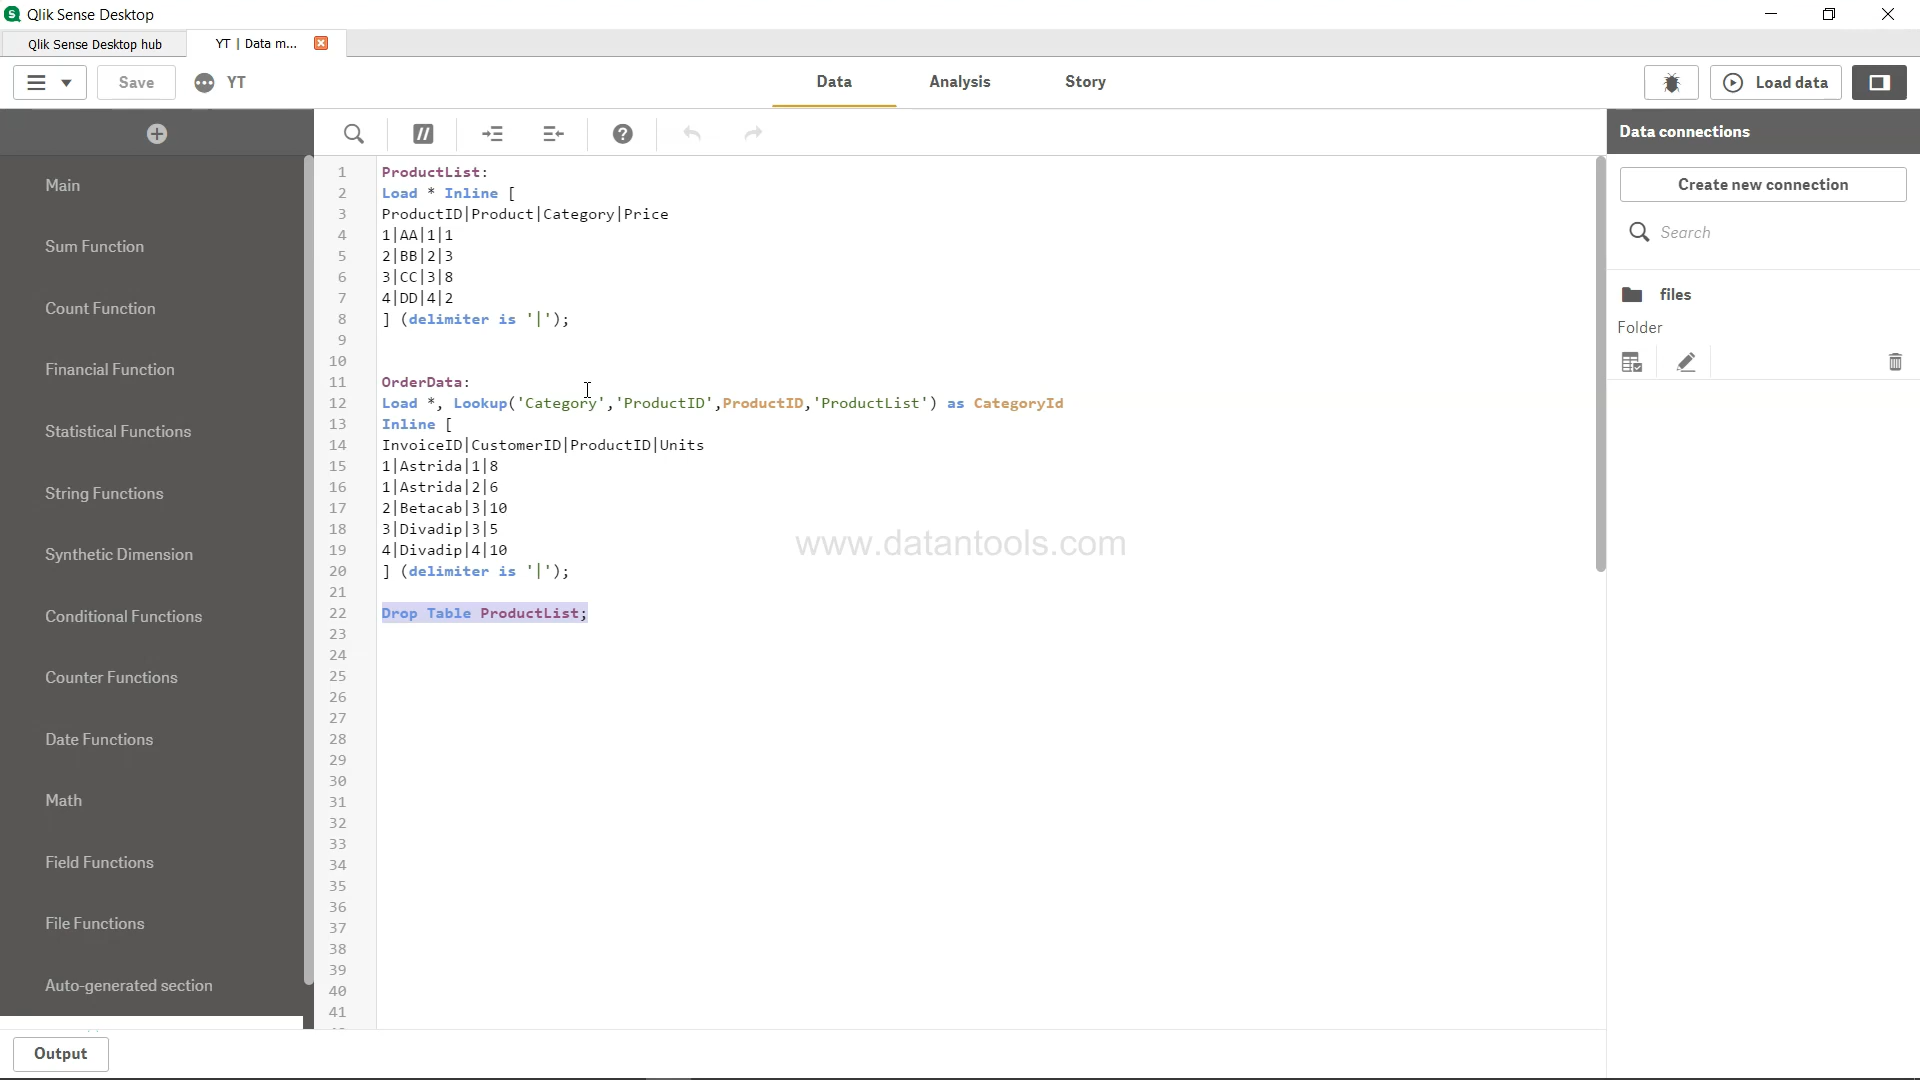 Qlik Sense Desktop
Qlik Sense Desktop hub
YT | Data m...
Save
YT
Data
Analysis
Story
Load data
Main
Sum Function
Count Function
Financial Function
Statistical Functions
String Functions
Synthetic Dimension
Conditional Functions
Counter Functions
Date Functions
Math
Field Functions
File Functions
Auto-generated section
Output
1 ProductList:
2 Load * Inline [
3 ProductID|Product|Category|Price
4 1|AA|1|1
5 2|BB|2|3
6 3|CC|3|8
7 4|DD|4|2
8 ] (delimiter is '|');
9
10
11 OrderData:
12 Load *, Lookup('Category','ProductID',ProductID,'ProductList') as CategoryId
13 Inline [
14 InvoiceID|CustomerID|ProductID|Units
15 1|Astrida|1|8
16 1|Astrida|2|6
17 2|Betacab|3|10
18 3|Divadip|3|5
19 4|Divadip|4|10
20 ] (delimiter is '|');
21
22 Drop Table ProductList;
23
24
25
26
27
28
29
30
31
32
33
34
35
36
37
38
39
40
41
www.datantools.com
Data connections
Create new connection
Search
files
Folder